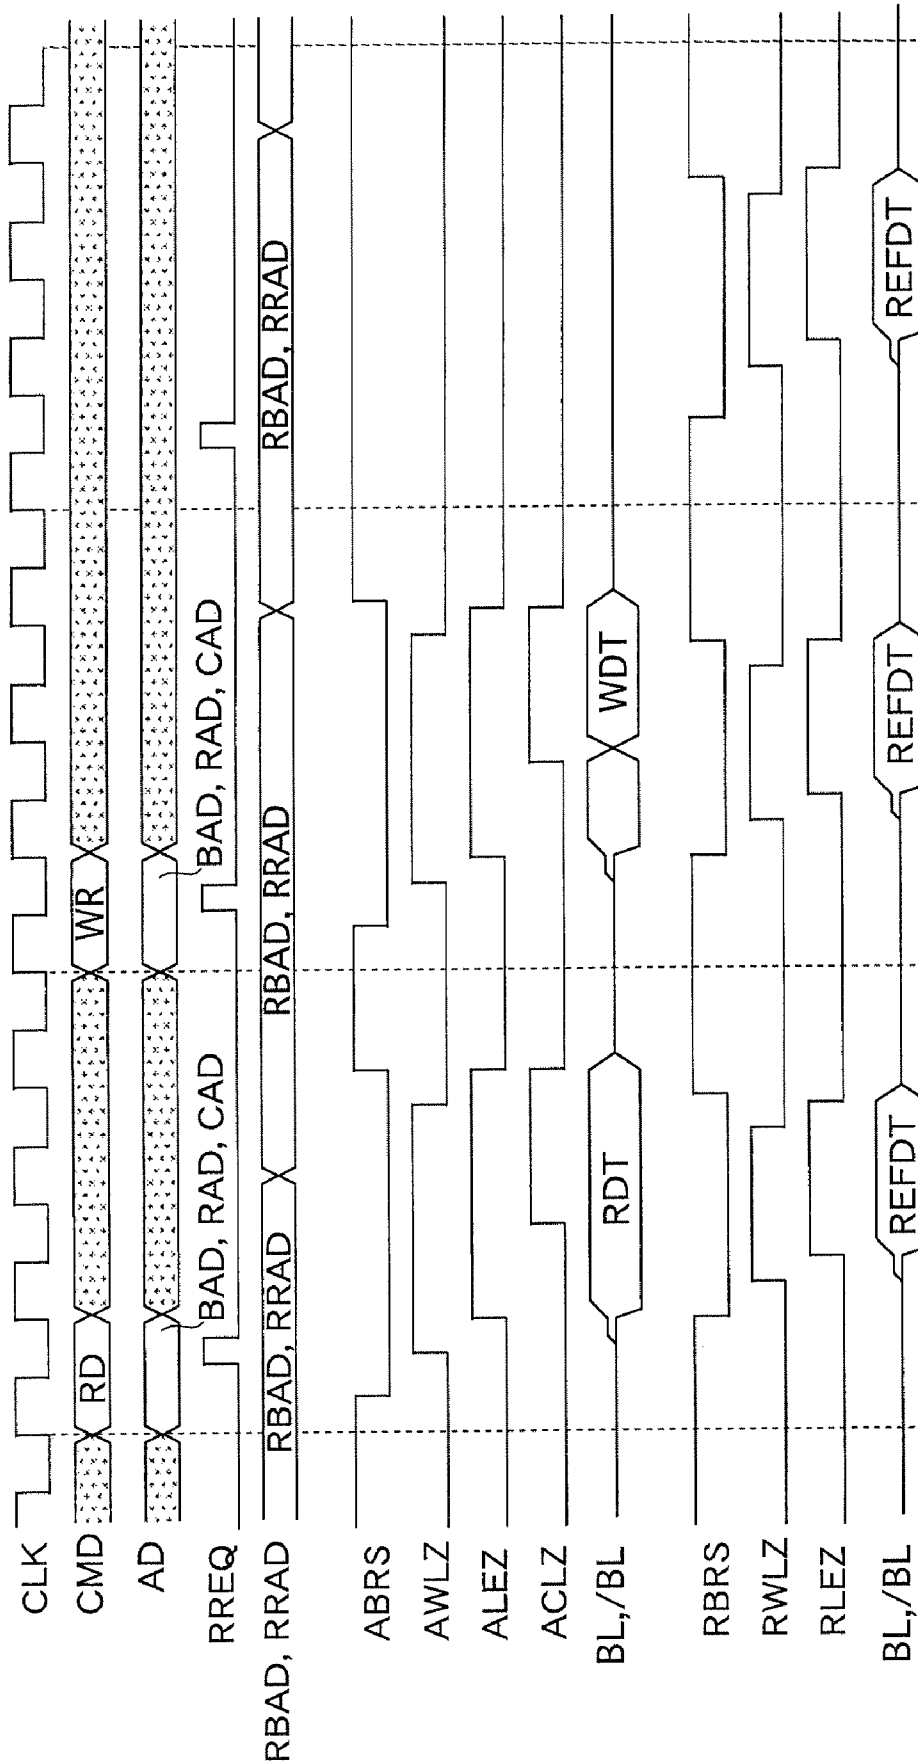 CLK
CMD RD WR
AD BAD, RAD, CAD BAD, RAD, CAD
RREQ
RBAD, RRAD RBAD, RRAD RBAD, RRAD RBAD, RRAD
ABRS
AWLZ
ALEZ
ACLZ
BL,/BL RDT WDT
RBRS
RWLZ
RLEZ
BL,/BL REFDT REFDT REFDT